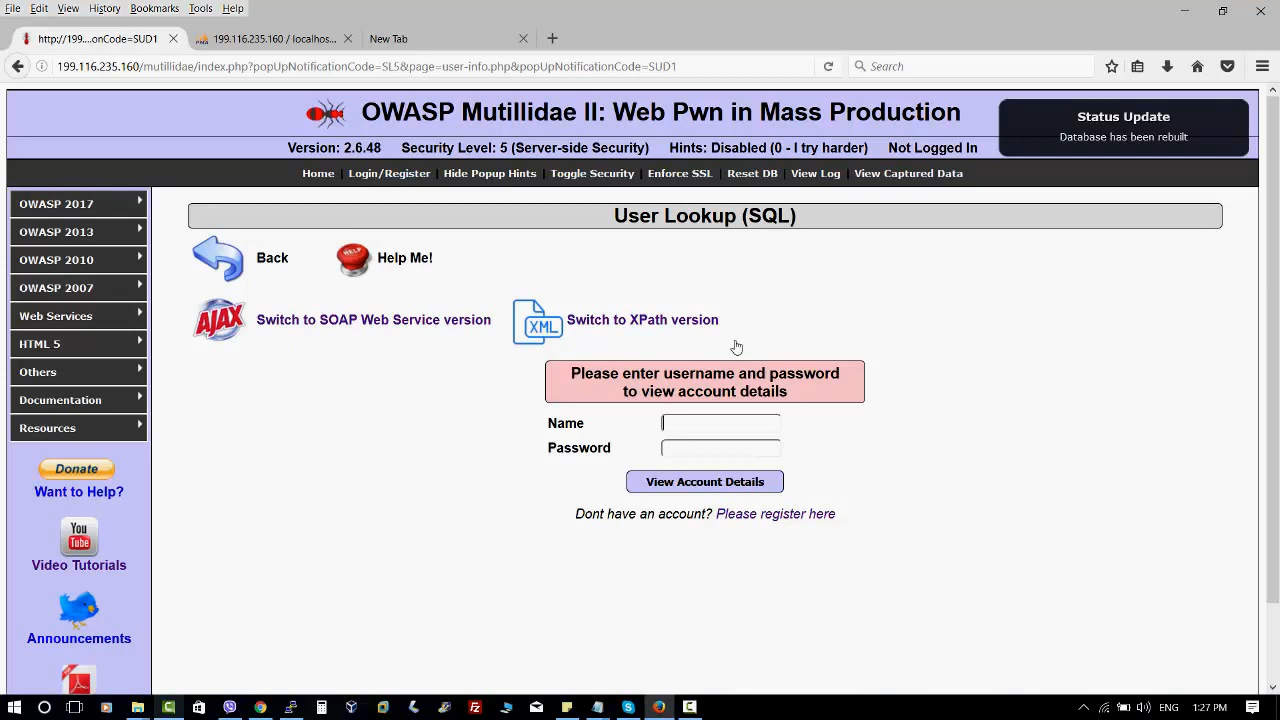 File Edit View History Bookmarks Tools Help
http://199....onCode=SUD1
PMA
199.116.235.160 / localhos...
New Tab
199.116.235.160/mutillidae/index.php?popUpNotificationCode=SL5&page=user-info.php&popUpNotificationCode=SUD1
Search
OWASP Mutillidae II: Web Pwn in Mass Production
Status Update
Database has been rebuilt
Version: 2.6.48 Security Level: 5 (Server-side Security) Hints: Disabled (0 - I try harder) Not Logged In
Home | Login/Register | Hide Popup Hints | Toggle Security | Enforce SSL | Reset DB | View Log | View Captured Data
OWASP 2017
OWASP 2013
OWASP 2010
OWASP 2007
Web Services
HTML 5
Others
Documentation
Resources
Donate
Want to Help?
You
Tube
Video Tutorials
Announcements
User Lookup (SQL)
Back
HELP
Help Me!
AJAX
Switch to SOAP Web Service version
XML
Switch to XPath version
Please enter username and password
to view account details
Name
Password
View Account Details
Dont have an account? Please register here
ENG
1:27 PM